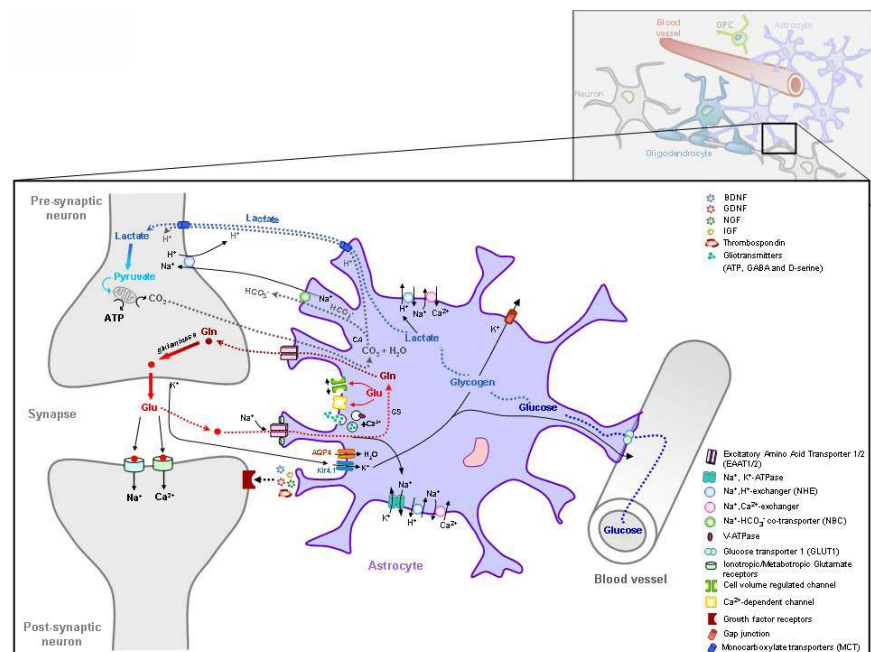 Blood
vessel
OPC
Astrocyte
Neuron
Oligodendrocyte
Pre-synaptic
neuron
Lactate
H⁺
Lactate
H⁺
H⁺
Na⁺
H⁺
Pyruvate
CO₂
ATP
HCO₃⁻
Na⁺
HCO₃⁻
CA
CO₂ + H₂O
H⁺
Na⁺
Ca²⁺
Lactate
K⁺
Glycogen
Glucose
glutaminase
Gln
Gln
Glu
GS
+Ca²⁺
K⁺
Synapse
Glu
Na⁺
AQP4
H₂O
Kir4.1
K⁺
Na⁺
Ca²⁺
Na⁺
K⁺
H⁺
Na⁺
Ca²⁺
Astrocyte
Glucose
Blood vessel
Post-synaptic
neuron
BDNF
GDNF
NGF
IGF
Thrombospondin
Gliotransmitters
(ATP, GABA and D-serine)
Excitatory Amino Acid Transporter 1/2
(EAAT1/2)
Na⁺, K⁺-ATPase
Na⁺,H⁺-exchanger (NHE)
Na⁺,Ca²⁺-exchanger
Na⁺-HCO₃⁻ co-transporter (NBC)
V-ATPase
Glucose transporter 1 (GLUT1)
Ionotropic/Metabotropic Glutamate
receptors
Cell volume regulated channel
Ca²⁺-dependent channel
Growth factor receptors
Gap junction
Monocarboxylate transporters (MCT)